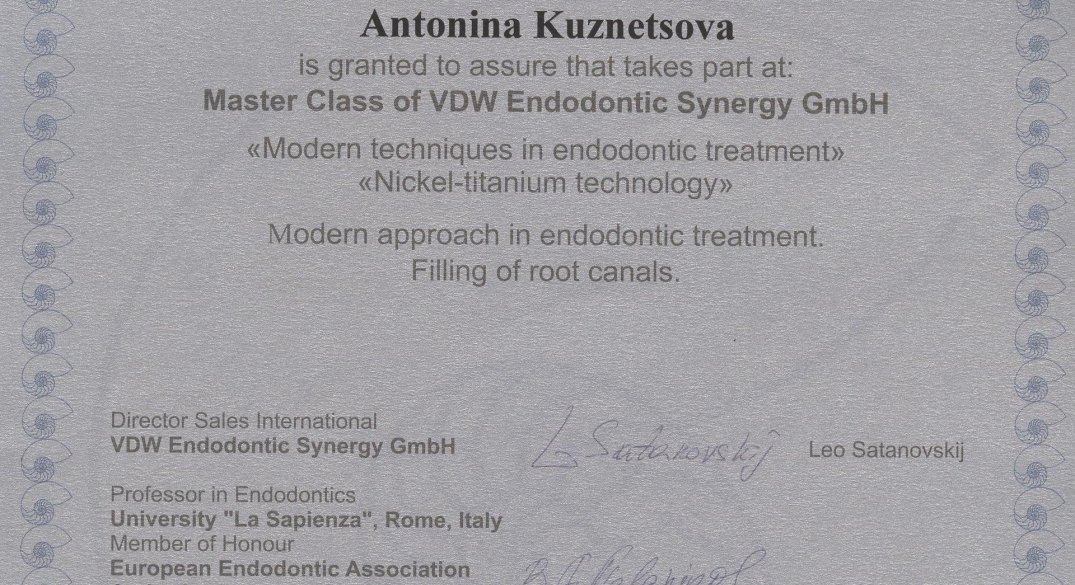 Antonina Kuznetsova
is granted to assure that takes part at:
Master Class of VDW Endodontic Synergy GmbH
«Modern techniques in endodontic treatment»
«Nickel-titanium technology»
Modern approach in endodontic treatment.
Filling of root canals.
Director Sales International
VDW Endodontic Synergy GmbH
L Satanovskij Leo Satanovskij
Professor in Endodontics
University "La Sapienza", Rome, Italy
Member of Honour
European Endodontic Association